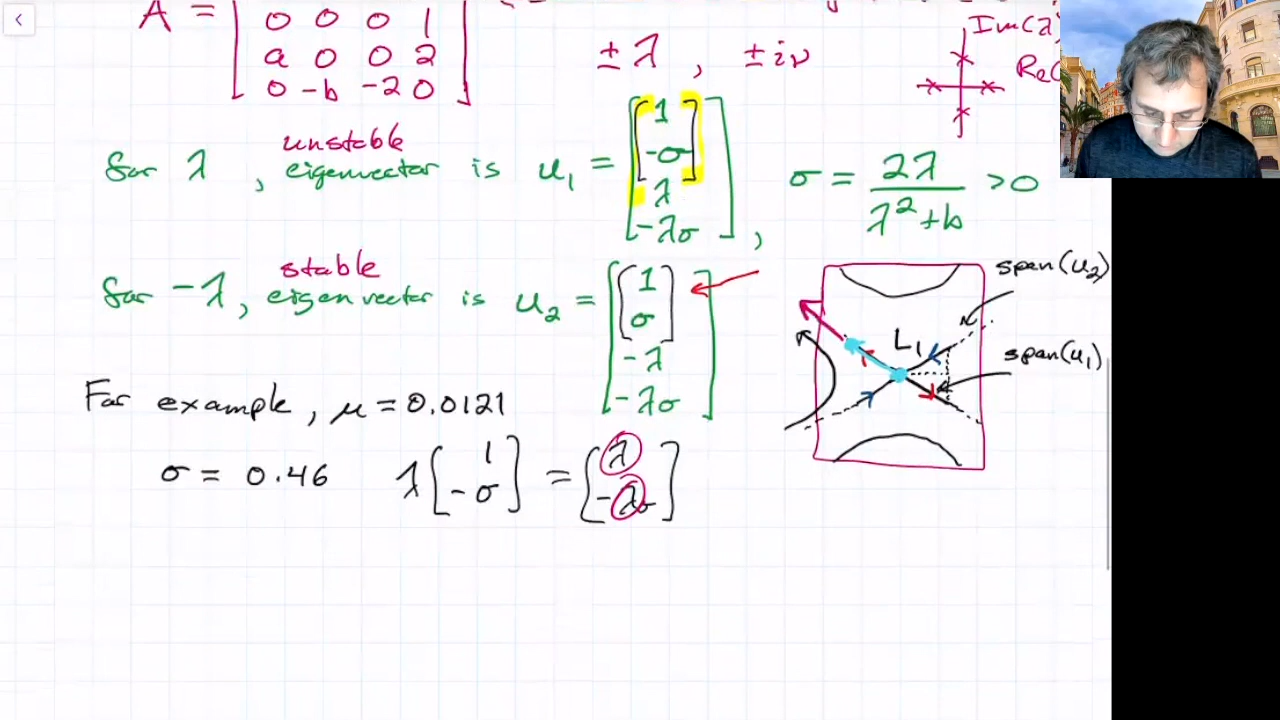 A = [ 0 0 0 1
a 0 0 2
0 -b -2 0 ]
± λ , ± iν
Im(λ
Re(
for λ , unstable eigenvector is u₁ = [ 1
-σ
λ
-λσ ] ,
σ = 2λ / λ² + b > 0
for -λ, stable eigenvector is u₂ = [ 1
σ
-λ
-λσ ]
span(u₂)
L₁
span(u₁)
For example, μ = 0.0121
σ = 0.46 λ [ 1
-σ ] = [ λ
-λσ ]